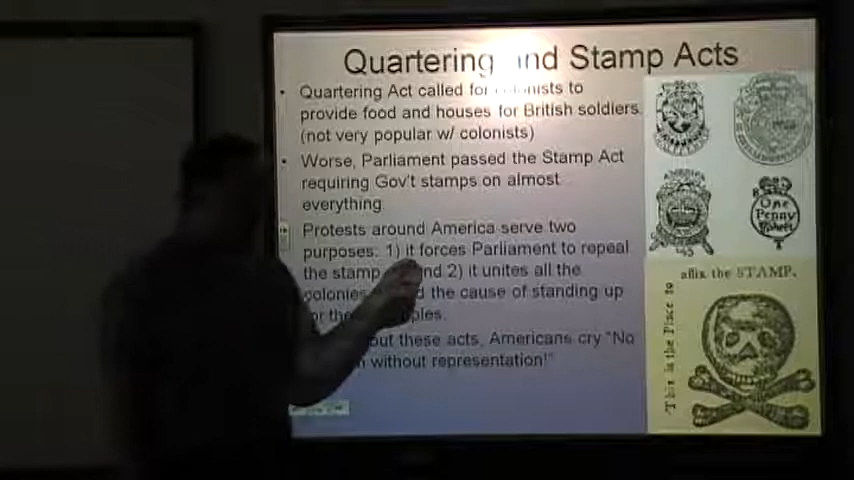 Quartering and Stamp Acts
• Quartering Act called for colonists to
provide food and houses for British soldiers.
(not very popular w/ colonists)
• Worse, Parliament passed the Stamp Act
requiring Gov't stamps on almost
everything.
Protests around America serve two
purposes: 1) it forces Parliament to repeal
the stamp and 2) it unites all the
colonies the cause of standing up
for
these acts, Americans cry "No
without representation!"
One
Penny
affix the STAMP.
This is the Place to